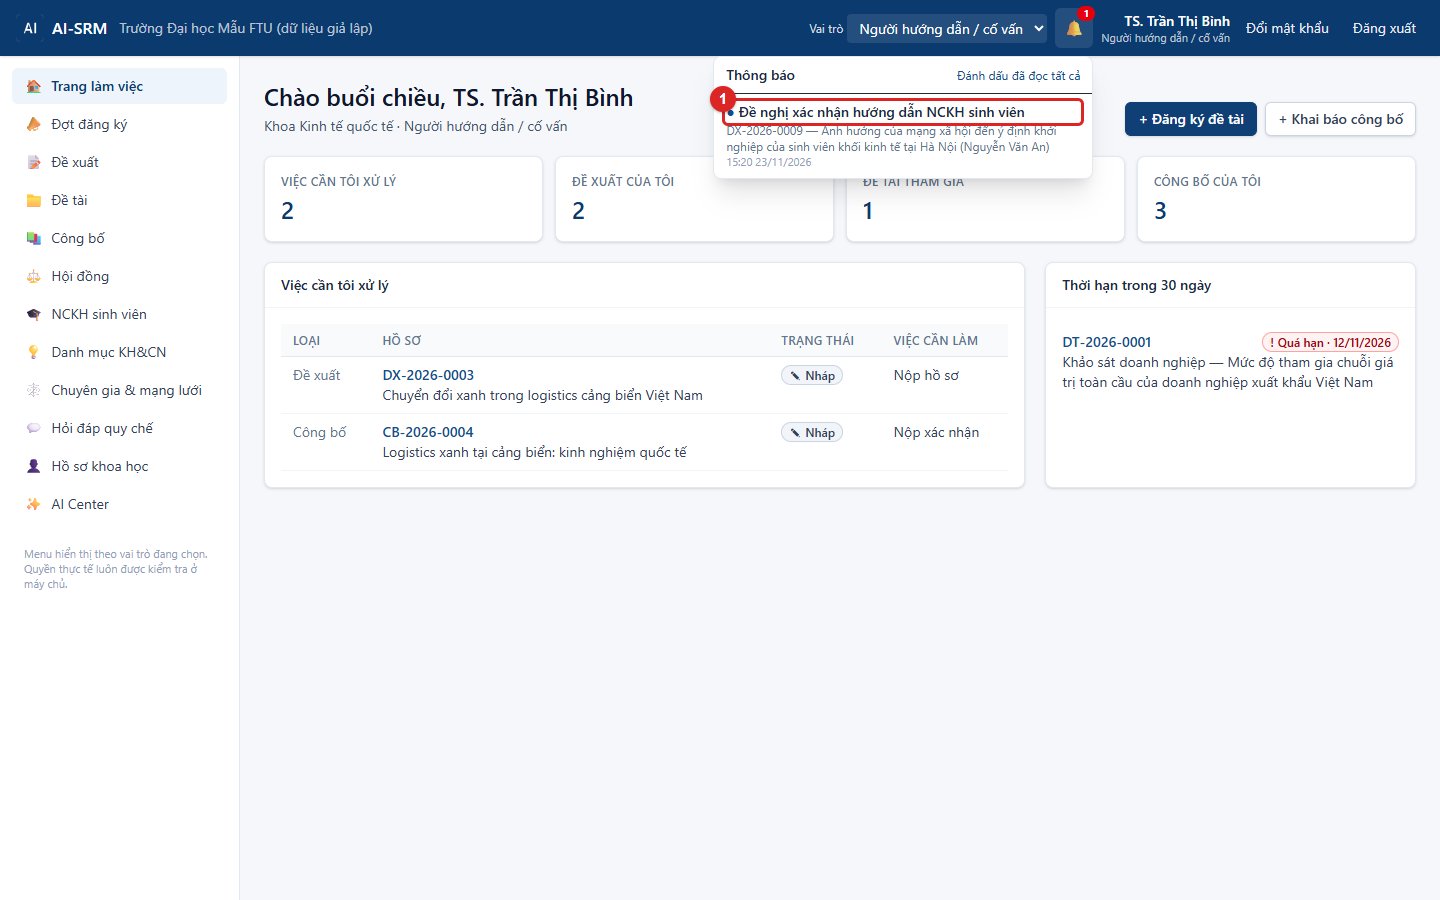 AI AI-SRM Trường Đại học Mẫu FTU (dữ liệu giả lập)
Vai trò Người hướng dẫn / cố vấn
1
TS. Trần Thị Bình
Người hướng dẫn / cố vấn
Đổi mật khẩu
Đăng xuất
Trang làm việc
Đợt đăng ký
Đề xuất
Đề tài
Công bố
Hội đồng
NCKH sinh viên
Danh mục KH&CN
Chuyên gia & mạng lưới
Hỏi đáp quy chế
Hồ sơ khoa học
AI Center
Menu hiển thị theo vai trò đang chọn.
Quyền thực tế luôn được kiểm tra ở
máy chủ.
Chào buổi chiều, TS. Trần Thị Bình
Khoa Kinh tế quốc tế · Người hướng dẫn / cố vấn
Thông báo
Đánh dấu đã đọc tất cả
1
Đề nghị xác nhận hướng dẫn NCKH sinh viên
DX-2026-0009 — Ảnh hưởng của mạng xã hội đến ý định khởi
nghiệp của sinh viên khối kinh tế tại Hà Nội (Nguyễn Văn An)
15:20 23/11/2026
+ Đăng ký đề tài
+ Khai báo công bố
VIỆC CẦN TÔI XỬ LÝ
2
ĐỀ XUẤT CỦA TÔI
2
ĐỀ TÀI THAM GIA
1
CÔNG BỐ CỦA TÔI
3
Việc cần tôi xử lý
LOẠI HỒ SƠ TRẠNG THÁI VIỆC CẦN LÀM
Đề xuất DX-2026-0003 Nháp Nộp hồ sơ
Chuyển đổi xanh trong logistics cảng biển Việt Nam
Công bố CB-2026-0004 Nháp Nộp xác nhận
Logistics xanh tại cảng biển: kinh nghiệm quốc tế
Thời hạn trong 30 ngày
DT-2026-0001 ! Quá hạn · 12/11/2026
Khảo sát doanh nghiệp — Mức độ tham gia chuỗi giá
trị toàn cầu của doanh nghiệp xuất khẩu Việt Nam